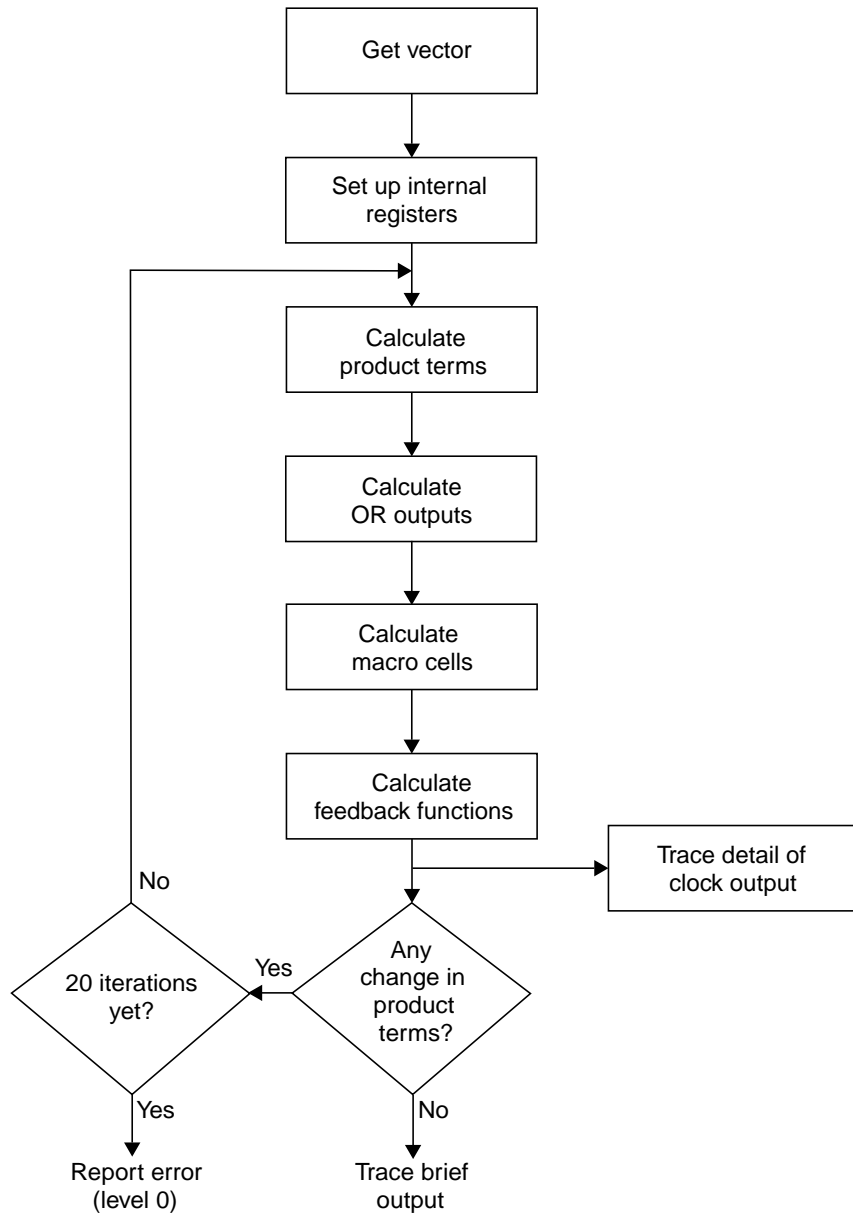 Get vector
Set up internal
registers
Calculate
product terms
Calculate
OR outputs
Calculate
macro cells
Calculate
feedback functions
Trace detail of
clock output
No
20 iterations
yet?
Yes
Any
change in
product
terms?
Yes
No
Report error
(level 0)
Trace brief
output